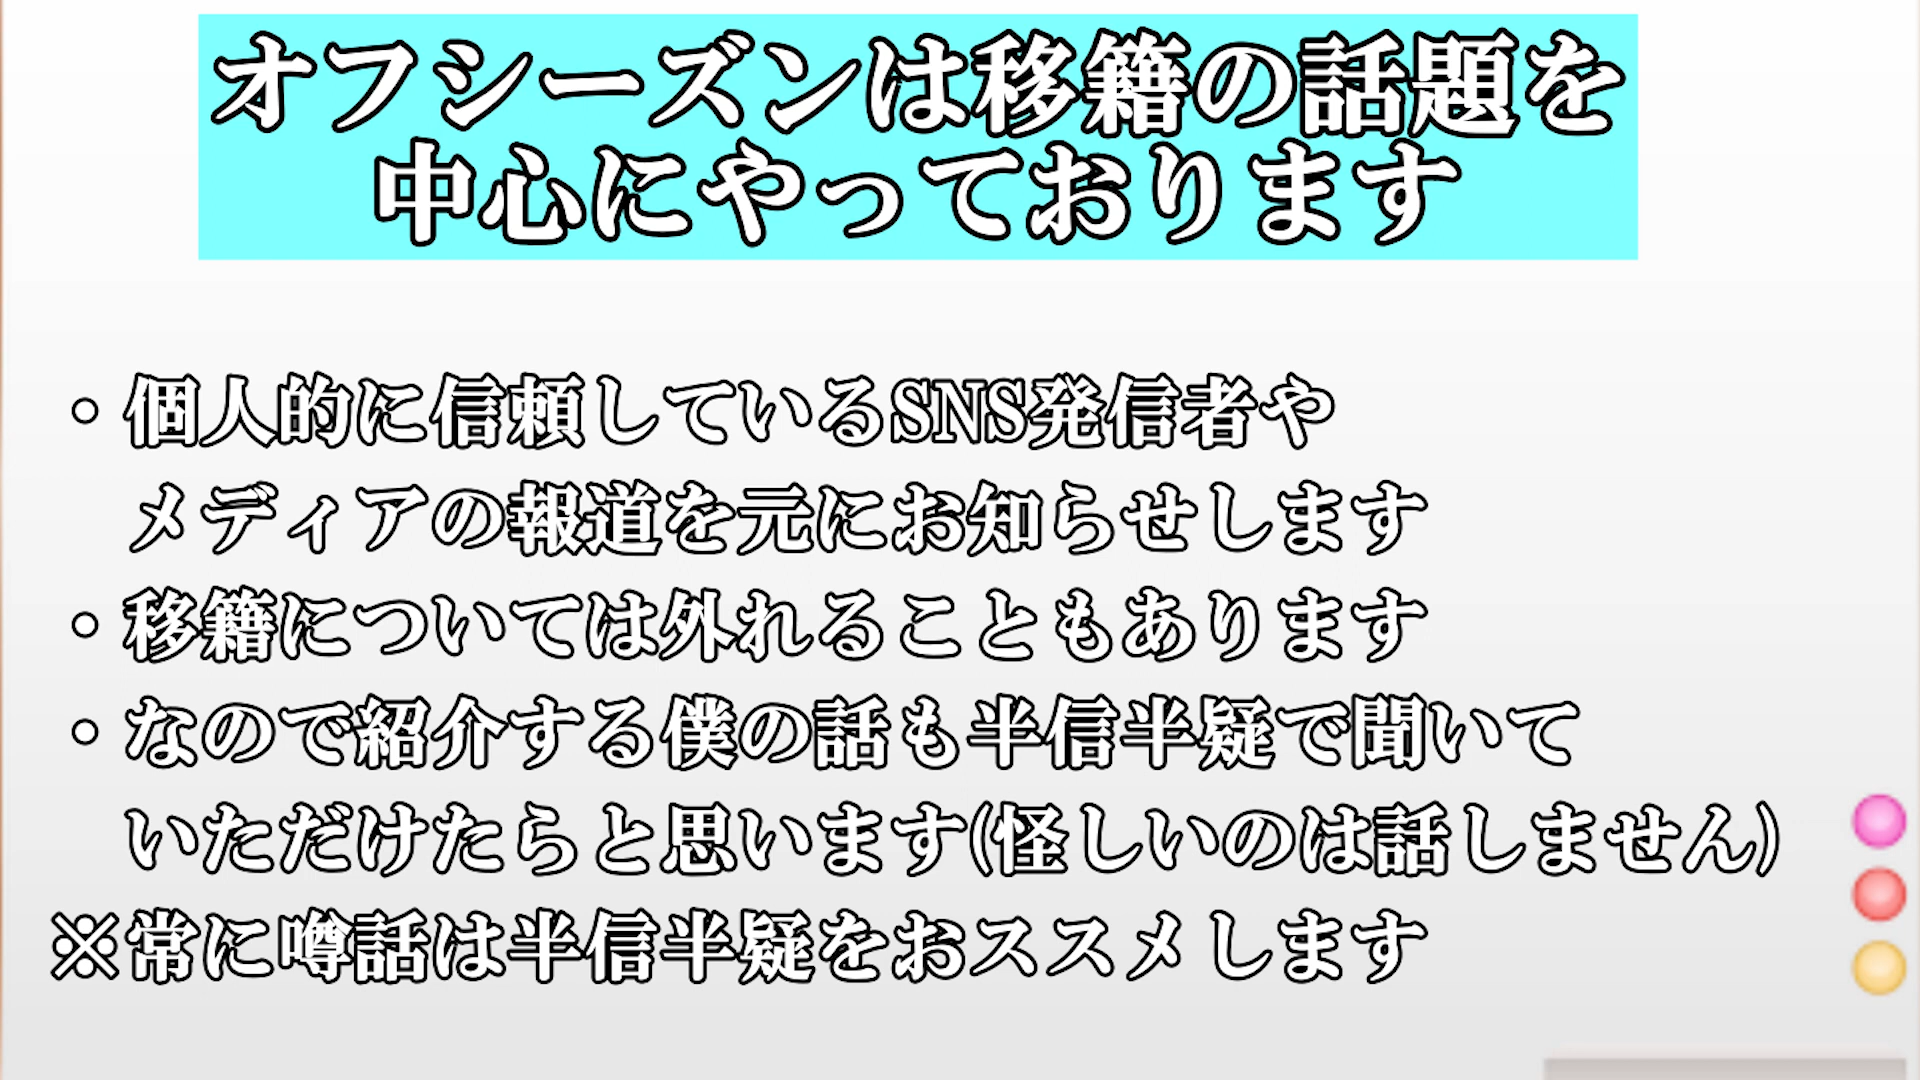 オフシーズンは移籍の話題を
中心にやっております
・個人的に信頼しているSNS発信者や
メディアの報道を元にお知らせします
・移籍については外れることもあります
・なので紹介する僕の話も半信半疑で聞いて
いただけたらと思います(怪しいのは話しません)
※常に噂話は半信半疑をおススメします